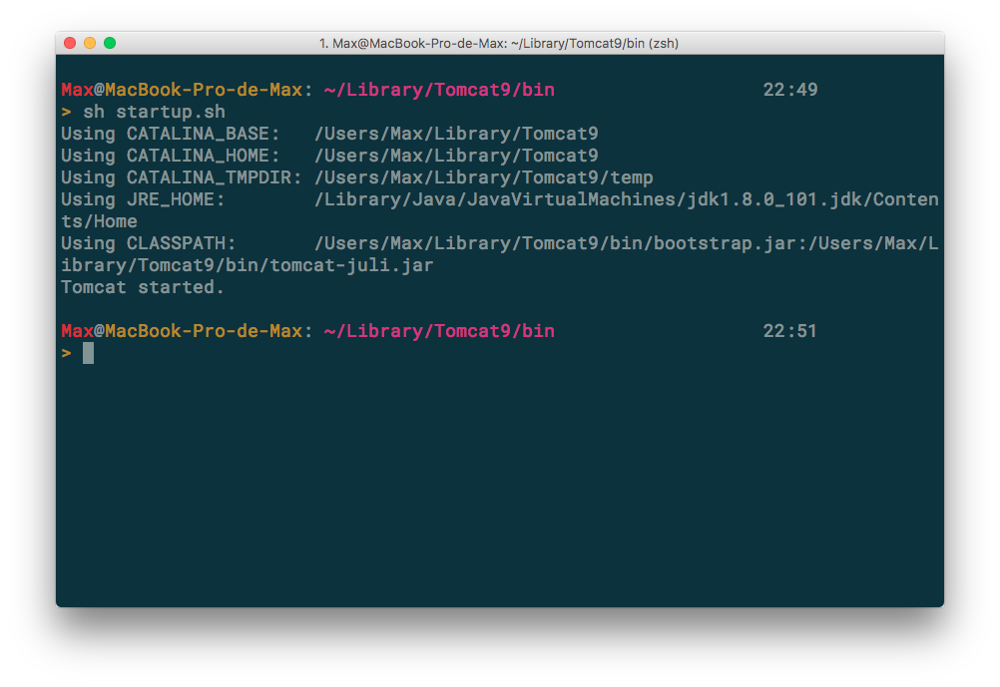 1. Max@MacBook-Pro-de-Max: ~/Library/Tomcat9/bin (zsh)
Max@MacBook-Pro-de-Max: ~/Library/Tomcat9/bin 22:49
> sh startup.sh
Using CATALINA_BASE:   /Users/Max/Library/Tomcat9
Using CATALINA_HOME:   /Users/Max/Library/Tomcat9
Using CATALINA_TMPDIR: /Users/Max/Library/Tomcat9/temp
Using JRE_HOME:        /Library/Java/JavaVirtualMachines/jdk1.8.0_101.jdk/Conten
ts/Home
Using CLASSPATH:       /Users/Max/Library/Tomcat9/bin/bootstrap.jar:/Users/Max/L
ibrary/Tomcat9/bin/tomcat-juli.jar
Tomcat started.
Max@MacBook-Pro-de-Max: ~/Library/Tomcat9/bin 22:51
>